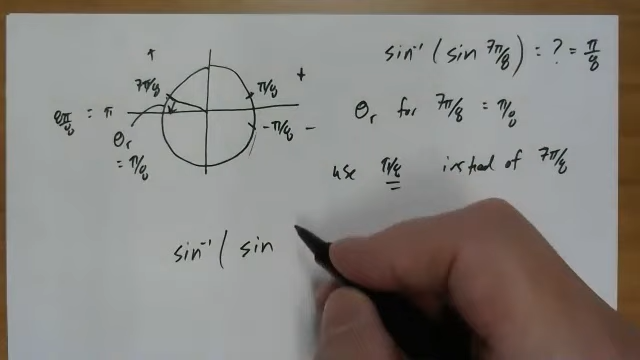 sin⁻¹ ( sin 7π/8 ) = ? = π/8
+
7π/8
π/8 +
8π/8 = π
-π/8 -
θr for 7π/8 = π/8
θr
= π/8
use π/8 instead of 7π/8
sin⁻¹ ( sin